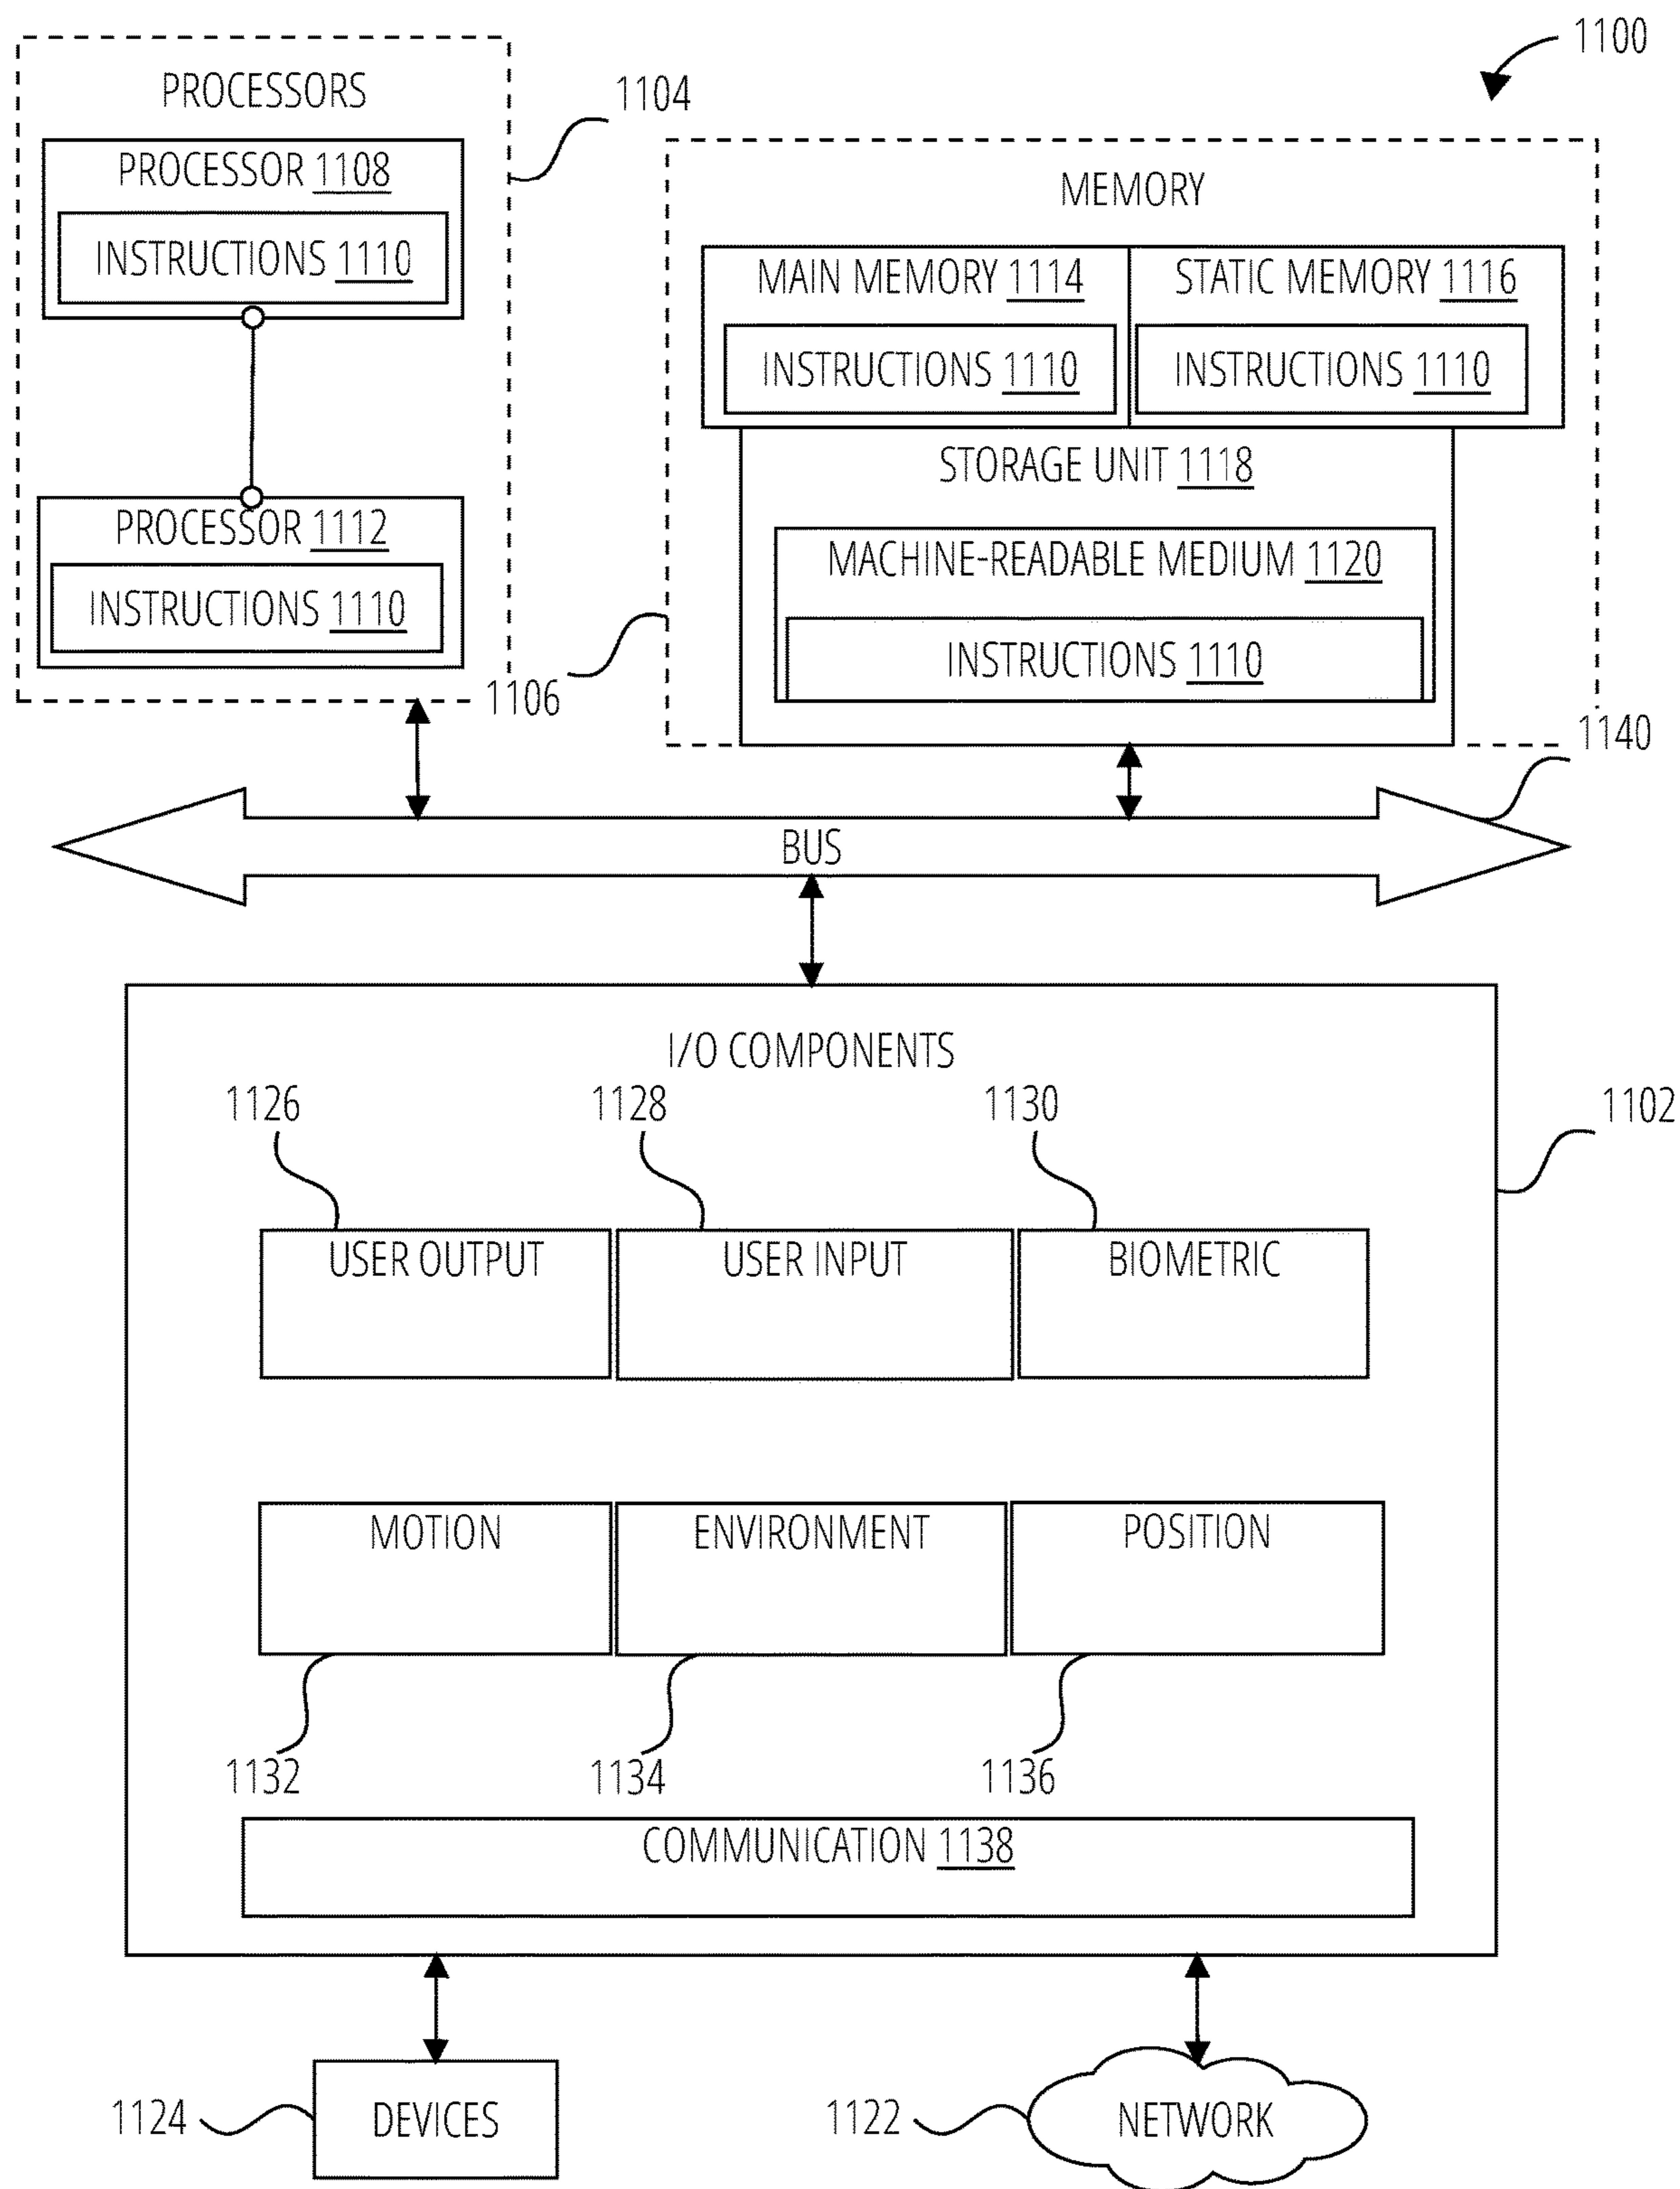 1100
PROCESSORS
1104
PROCESSOR 1108
INSTRUCTIONS 1110
PROCESSOR 1112
INSTRUCTIONS 1110
MEMORY
MAIN MEMORY 1114
STATIC MEMORY 1116
INSTRUCTIONS 1110
INSTRUCTIONS 1110
STORAGE UNIT 1118
MACHINE-READABLE MEDIUM 1120
INSTRUCTIONS 1110
1106
1140
BUS
I/O COMPONENTS
1126
1128
1130
1102
USER OUTPUT
USER INPUT
BIOMETRIC
MOTION
ENVIRONMENT
POSITION
1132
1134
1136
COMMUNICATION 1138
1124
DEVICES
1122
NETWORK